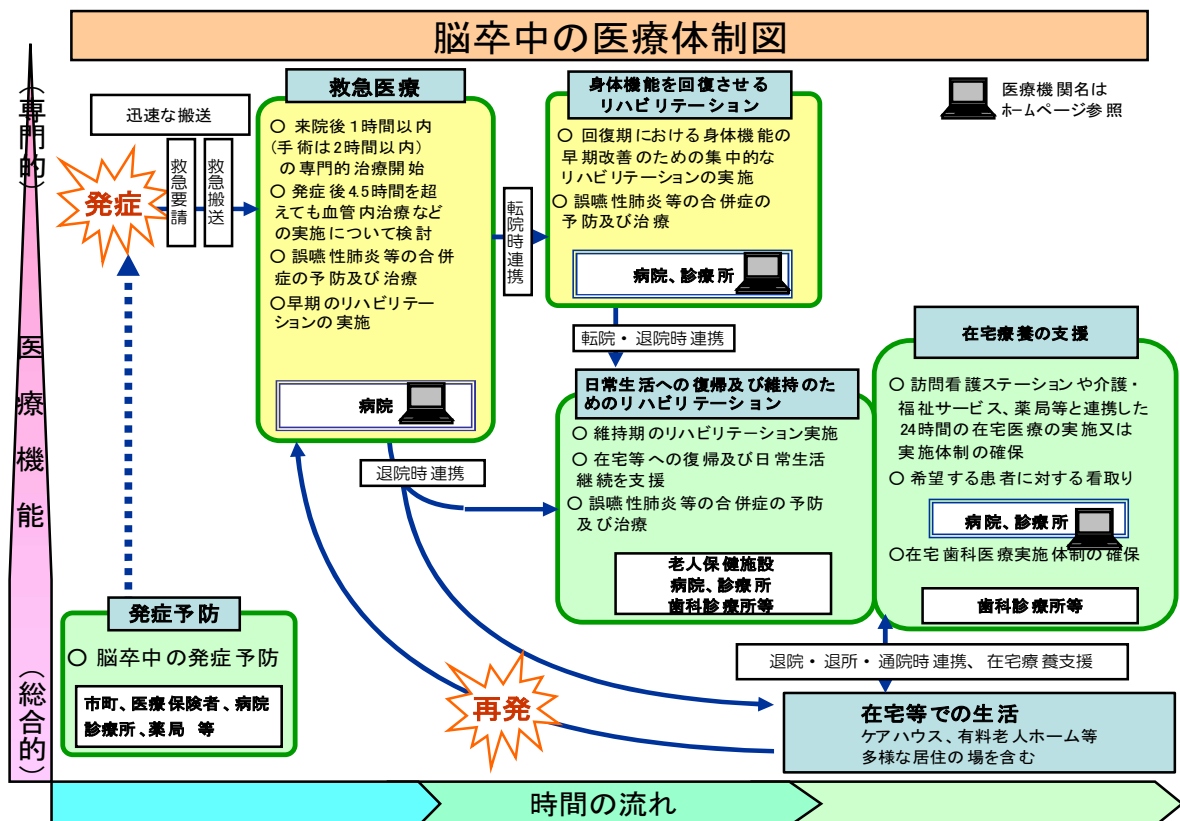 脳卒中の医療体制図
(専門的)
医療機能
(総合的)
迅速な搬送
発症
救急要請
救急搬送
救急医療
○ 来院後1時間以内
(手術は2時間以内)
の専門的治療開始
○ 発症後4.5時間を超
えても血管内治療など
の実施について検討
○ 誤嚥性肺炎等の合併
症の予防及び治療
○早期のリハビリテー
ションの実施
病院
転院時連携
身体機能を回復させる
リハビリテーション
○ 回復期における身体機能の
早期改善のための集中的な
リハビリテーションの実施
○ 誤嚥性肺炎等の合併症の
予防及び治療
病院、診療所
医療機関名は
ホームページ参照
転院・退院時連携
日常生活への復帰及び維持のた
めのリハビリテーション
○ 維持期のリハビリテーション実施
○ 在宅等への復帰及び日常生活
継続を支援
○ 誤嚥性肺炎等の合併症の予防
及び治療
老人保健施設
病院、診療所
歯科診療所等
在宅療養の支援
○ 訪問看護ステーションや介護・
福祉サービス、薬局等と連携した
24時間の在宅医療の実施又は
実施体制の確保
○ 希望する患者に対する看取り
病院、診療所
○在宅歯科医療実施体制の確保
歯科診療所等
退院時連携
発症予防
○ 脳卒中の発症予防
市町、医療保険者、病院
診療所、薬局 等
再発
退院・退所・通院時連携、在宅療養支援
在宅等での生活
ケアハウス、有料老人ホーム等
多様な居住の場を含む
時間の流れ